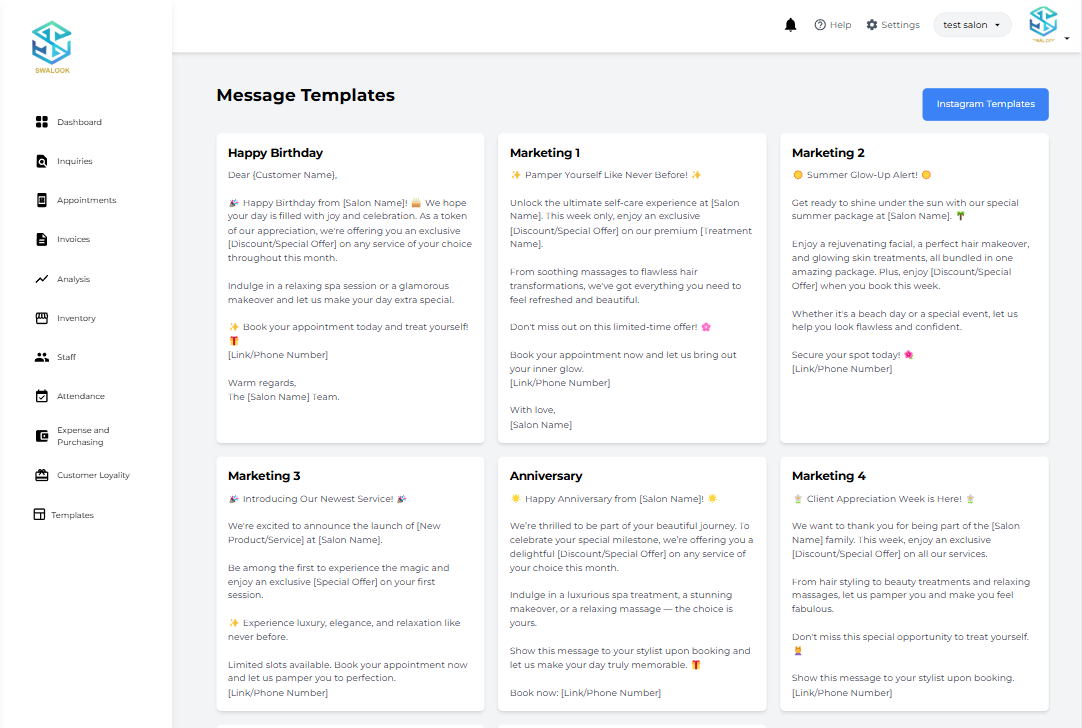 SWALOOK
Help
Settings
test salon
Dashboard
Inquiries
Appointments
Invoices
Analysis
Inventory
Staff
Attendance
Expense and
Purchasing
Customer Loyality
Templates
Message Templates
Instagram Templates
Happy Birthday
Dear {Customer Name},
🎉 Happy Birthday from [Salon Name]! 🎂 We hope
your day is filled with joy and celebration. As a token
of our appreciation, we're offering you an exclusive
[Discount/Special Offer] on any service of your choice
throughout this month.
Indulge in a relaxing spa session or a glamorous
makeover and let us make your day extra special.
✨ Book your appointment today and treat yourself!
🎁
[Link/Phone Number]
Warm regards,
The [Salon Name] Team.
Marketing 1
✨ Pamper Yourself Like Never Before! ✨
Unlock the ultimate self-care experience at [Salon
Name]. This week only, enjoy an exclusive
[Discount/Special Offer] on our premium [Treatment
Name].
From soothing massages to flawless hair
transformations, we've got everything you need to
feel refreshed and beautiful.
Don't miss out on this limited-time offer! 🌸
Book your appointment now and let us bring out
your inner glow.
[Link/Phone Number]
With love,
[Salon Name]
Marketing 2
🌞 Summer Glow-Up Alert! 🌞
Get ready to shine under the sun with our special
summer package at [Salon Name]. 🌴
Enjoy a rejuvenating facial, a perfect hair makeover,
and glowing skin treatments, all bundled in one
amazing package. Plus, enjoy [Discount/Special
Offer] when you book this week.
Whether it's a beach day or a special event, let us
help you look flawless and confident.
Secure your spot today! 🌺
[Link/Phone Number]
Marketing 3
🎉 Introducing Our Newest Service! 🎉
We're excited to announce the launch of [New
Product/Service] at [Salon Name].
Be among the first to experience the magic and
enjoy an exclusive [Special Offer] on your first
session.
✨ Experience luxury, elegance, and relaxation like
never before.
Limited slots available. Book your appointment now
and let us pamper you to perfection.
[Link/Phone Number]
Anniversary
🌟 Happy Anniversary from [Salon Name]! 🌟
We’re thrilled to be part of your beautiful journey. To
celebrate your special milestone, we’re offering you a
delightful [Discount/Special Offer] on any service of
your choice this month.
Indulge in a luxurious spa treatment, a stunning
makeover, or a relaxing massage — the choice is
yours.
Show this message to your stylist upon booking and
let us make your day truly memorable. 🎁
Book now: [Link/Phone Number]
Marketing 4
Client Appreciation Week is Here!
We want to thank you for being part of the [Salon
Name] family. This week, enjoy an exclusive
[Discount/Special Offer] on all our services.
From hair styling to beauty treatments and relaxing
massages, let us pamper you and make you feel
fabulous.
Don't miss this special opportunity to treat yourself.
Show this message to your stylist upon booking.
[Link/Phone Number]